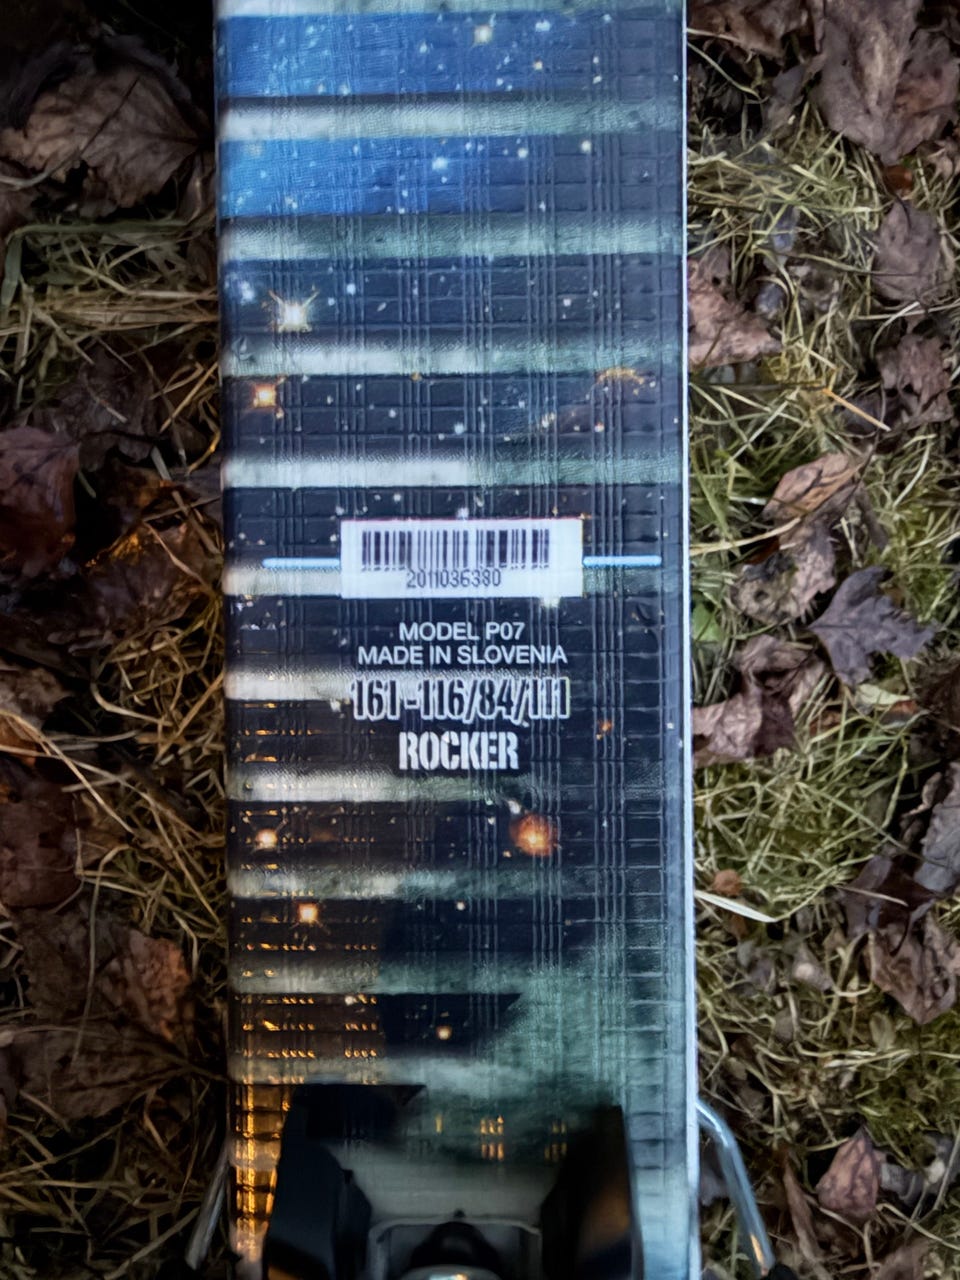 2011036380
MODEL P07
MADE IN SLOVENIA
161-116/84/111
ROCKER